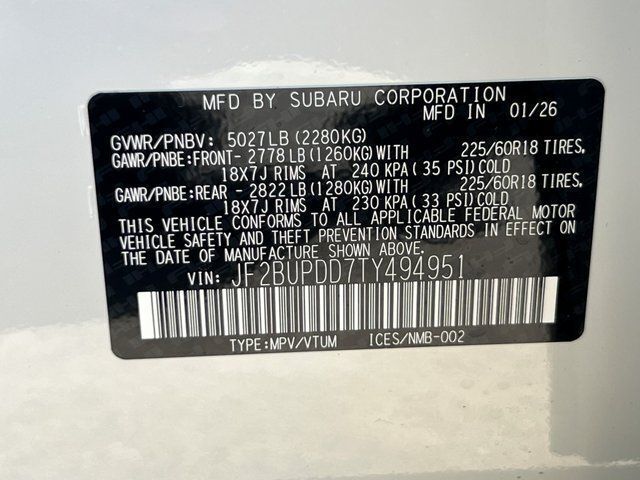 MFD BY SUBARU CORPORATION
MFD IN 01/26
GVWR/PNBV: 5027LB (2280KG)
GAWR/PNBE:FRONT- 2778 LB (1260KG) WITH 225/60R18 TIRES,
18X7J RIMS AT 240 KPA (35 PSI) COLD
GAWR/PNBE:REAR - 2822 LB (1280KG) WITH 225/60R18 TIRES,
18X7J RIMS AT 230 KPA (33 PSI) COLD
THIS VEHICLE CONFORMS TO ALL APPLICABLE FEDERAL MOTOR
VEHICLE SAFETY AND THEFT PREVENTION STANDARDS IN EFFECT ON
THE DATE OF MANUFACTURE SHOWN ABOVE.
VIN: JF2BUPDD7TY494951
TYPE:MPV/VTUM ICES/NMB-002